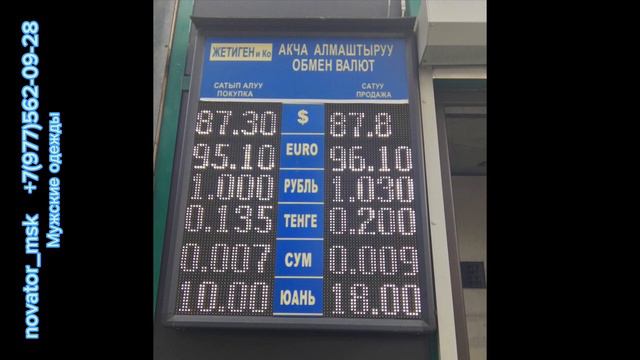 novator_msk +7(977)562-09-28
Мужские одежды
ЖЕТИГЕН и Ко
АКЧА АЛМАШТЫРУУ
ОБМЕН ВАЛЮТ
САТЫП АЛУУ
ПОКУПКА
САТУУ
ПРОДАЖА
87.30 $ 87.8
95.10 EURO 96.10
1.000 РУБЛЬ 1.030
0.135 ТЕНГЕ 0.200
0.007 СУМ 0.009
10.00 ЮАНЬ 18.00